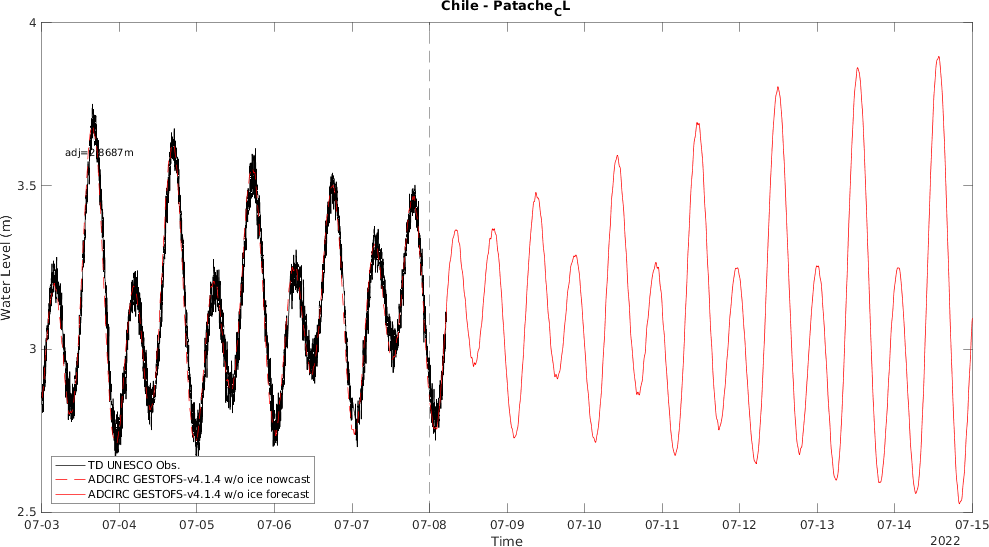 Chile - Patache_CL
4
3.5
3
2.5
Water Level (m)
adj=2.8687m
TD UNESCO Obs.
ADCIRC GESTOFS-v4.1.4 w/o ice nowcast
ADCIRC GESTOFS-v4.1.4 w/o ice forecast
07-03 07-04 07-05 07-06 07-07 07-08 07-09 07-10 07-11 07-12 07-13 07-14 07-15
Time
2022